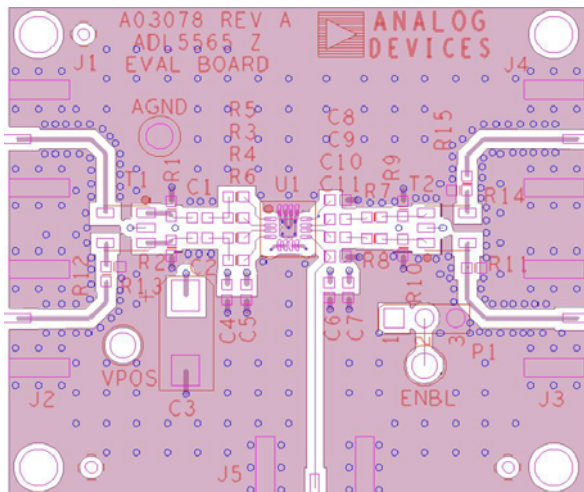 A03078 REV A
ADL5565 Z
EVAL BOARD
ANALOG
DEVICES
J1
J4
AGND
R5
R3
R4
R6
C8
C9
C10
C11
R15
R1
R9
T1
C1
U1
R7
T2
R14
R2
C2
R8
R12
R13
R10
R11
+
C4
C5
C6
C7
1
2
3
P1
VPOS
C3
ENBL
J2
J3
J5